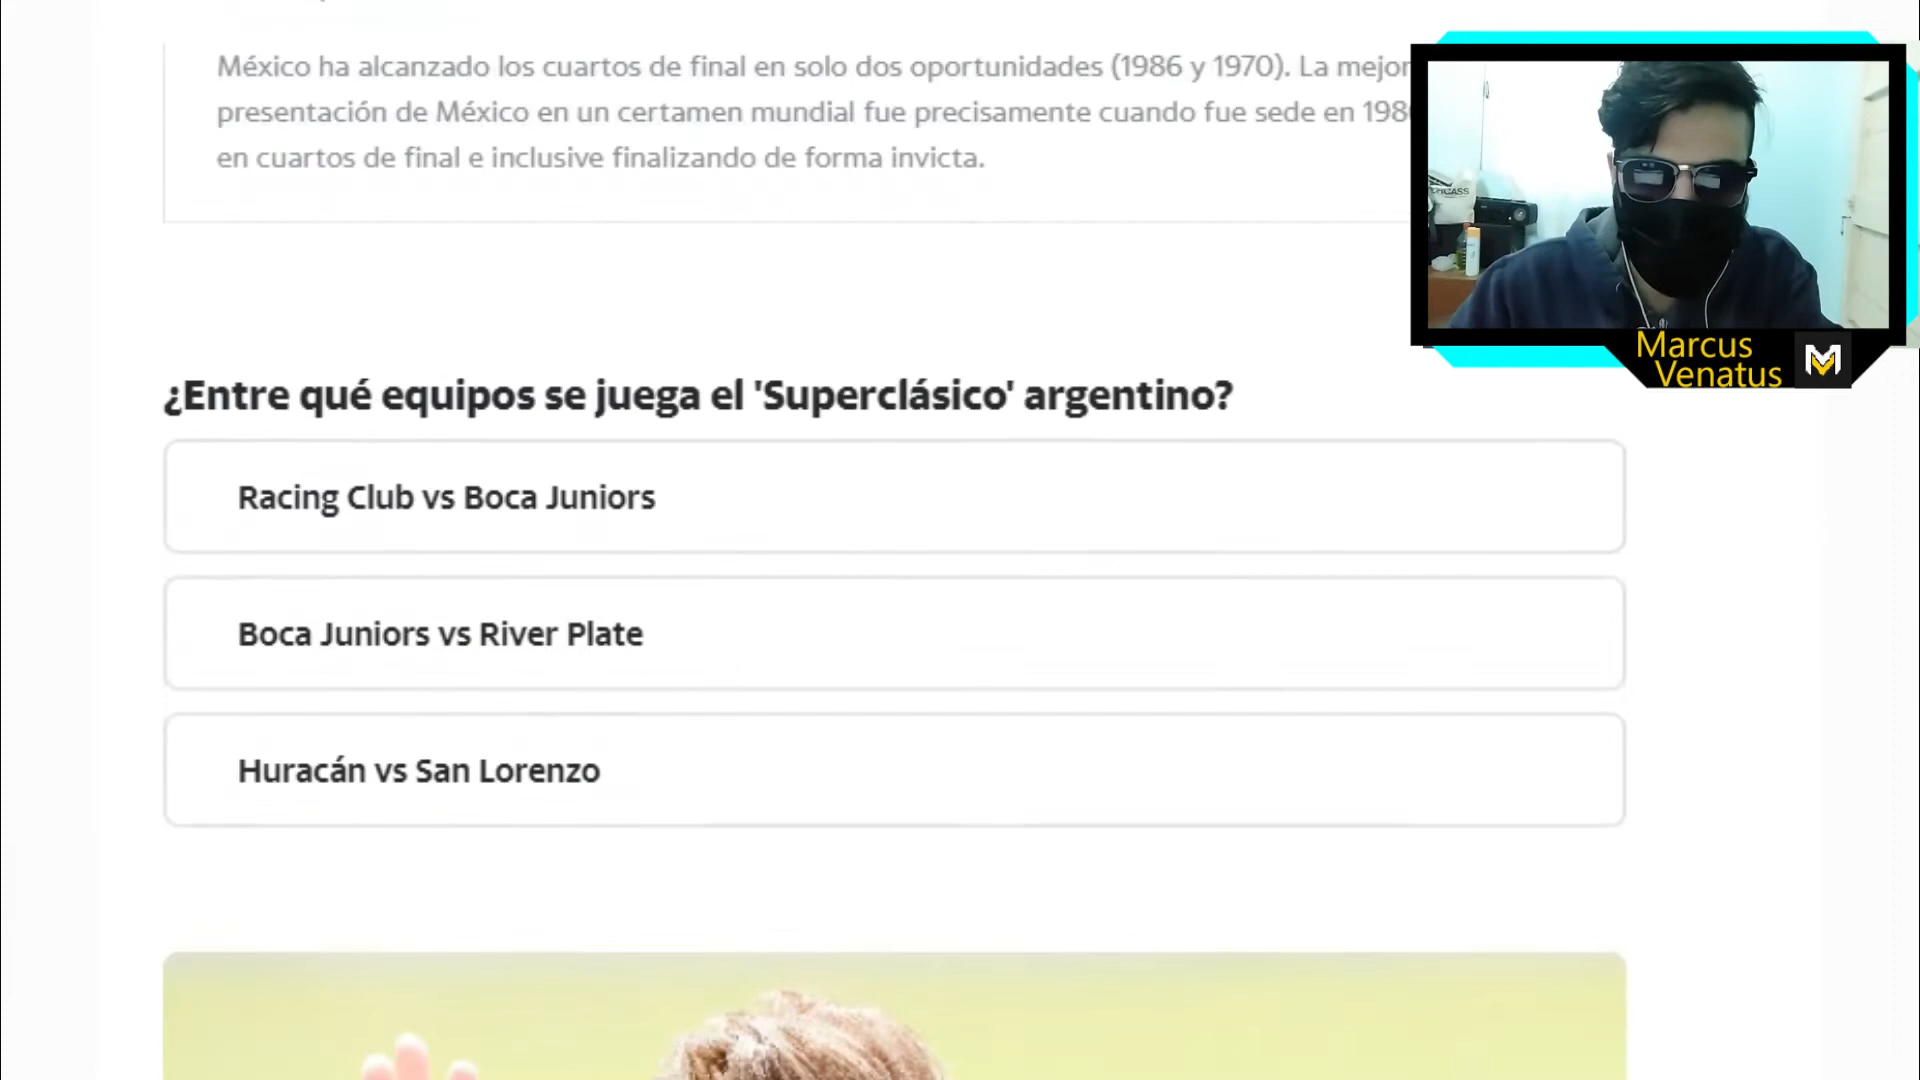 México ha alcanzado los cuartos de final en solo dos oportunidades (1986 y 1970). La mejor
presentación de México en un certamen mundial fue precisamente cuando fue sede en 198
en cuartos de final e inclusive finalizando de forma invicta.
Marcus
Venatus
¿Entre qué equipos se juega el 'Superclásico' argentino?
Racing Club vs Boca Juniors
Boca Juniors vs River Plate
Huracán vs San Lorenzo